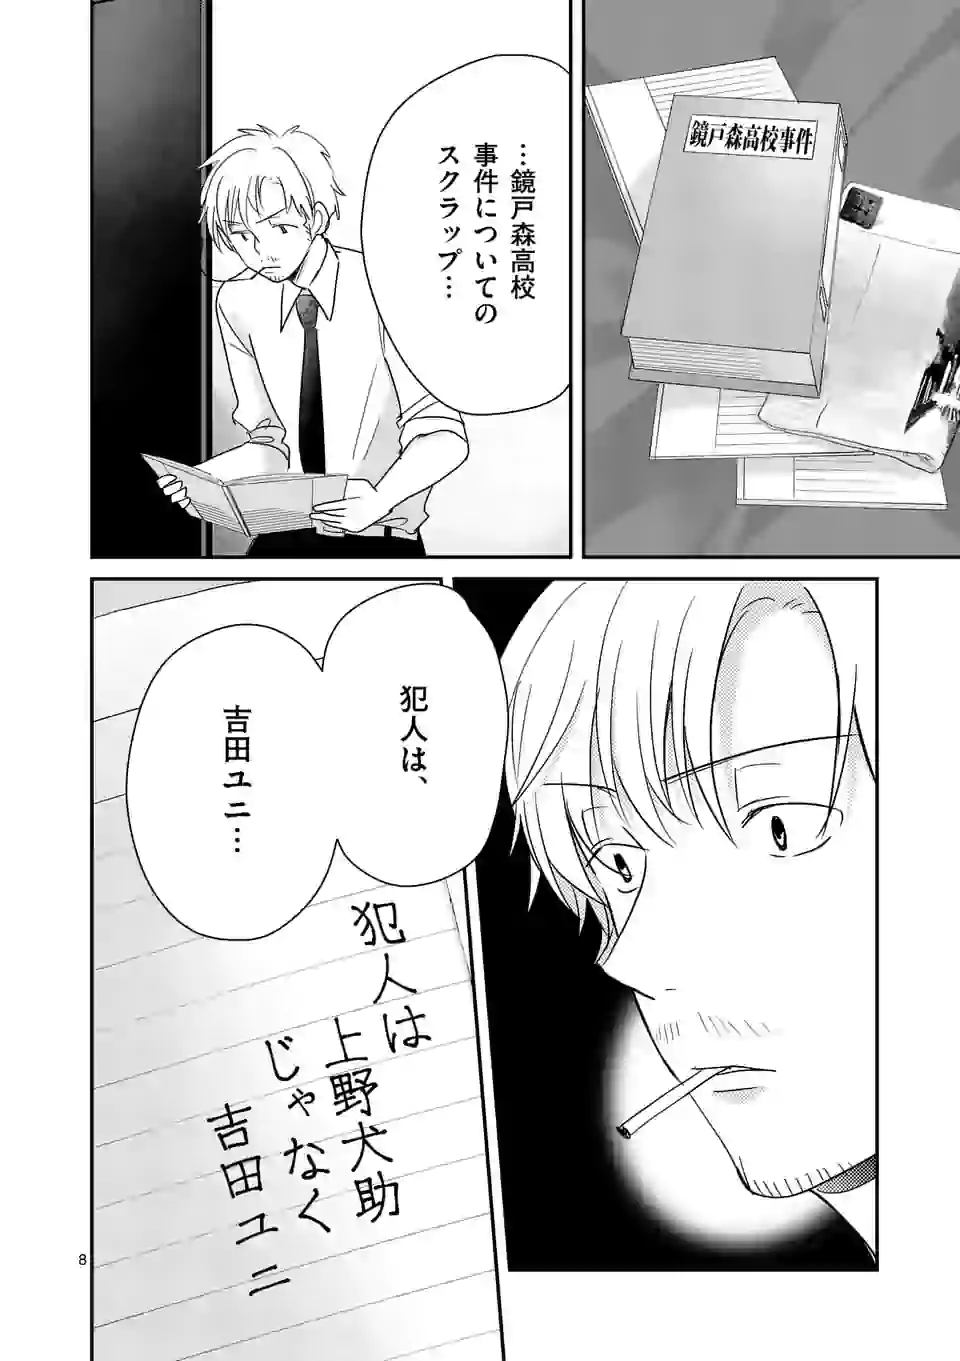 鏡戸森高校事件
…鏡戸森高校
事件についての
スクラップ…
犯人は、
吉田ユニ…
犯人は
上野犬助
じゃなく
吉田ユニ
8